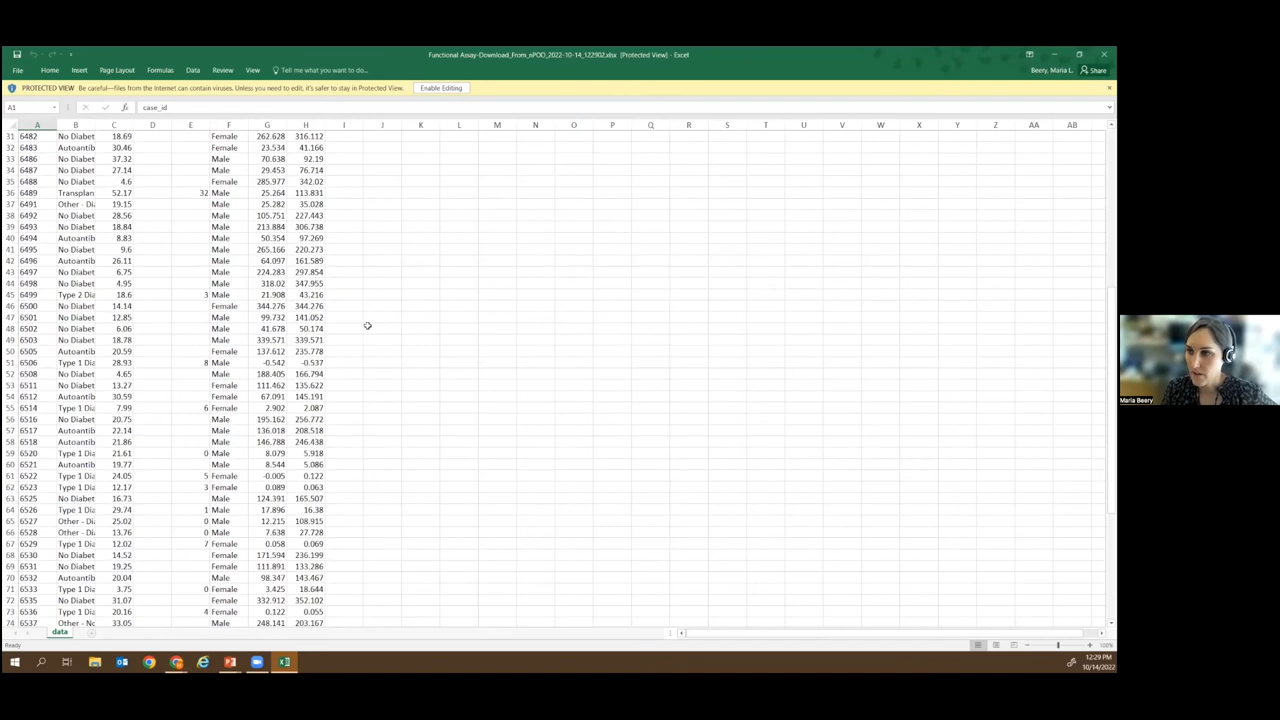 Functional Assay-Download_From_nPOD_2022-10-14_122902.xlsx [Protected View] - Excel
File Home Insert Page Layout Formulas Data Review View Tell me what you want to do... Beery, Maria L. Share
PROTECTED VIEW Be careful—files from the Internet can contain viruses. Unless you need to edit, it's safer to stay in Protected View. Enable Editing
A1 fx case_id
A B C D E F G H I J K L M N O P Q R S T U V W X Y Z AA AB
31 6482 No Diabet 18.69 Female 262.628 316.112
32 6483 Autoantib 30.46 Female 23.534 41.166
33 6486 No Diabet 37.32 Male 70.638 92.19
34 6487 No Diabet 27.14 Male 29.453 76.714
35 6488 No Diabet 4.6 Female 285.977 342.02
36 6489 Transplan 52.17 32 Male 25.264 113.831
37 6491 Other - Dia 19.15 Male 25.282 35.028
38 6492 No Diabet 28.56 Male 105.751 227.443
39 6493 No Diabet 18.84 Male 213.884 306.738
40 6494 Autoantib 8.83 Male 50.354 97.269
41 6495 No Diabet 9.6 Male 265.166 220.273
42 6496 Autoantib 26.11 Male 64.097 161.589
43 6497 No Diabet 6.75 Male 224.283 297.854
44 6498 No Diabet 4.95 Male 318.02 347.955
45 6499 Type 2 Dia 18.6 3 Male 21.908 43.216
46 6500 No Diabet 14.14 Female 344.276 344.276
47 6501 No Diabet 12.85 Male 99.732 141.052
48 6502 No Diabet 6.06 Male 41.678 50.174
49 6503 No Diabet 18.78 Male 339.571 339.571
50 6505 Autoantib 20.59 Female 137.612 235.778
51 6506 Type 1 Dia 28.93 8 Male -0.542 -0.537
52 6508 No Diabet 4.65 Male 188.405 166.794
53 6511 No Diabet 13.27 Female 111.462 135.622
54 6512 Autoantib 30.59 Female 67.091 145.191
55 6514 Type 1 Dia 7.99 6 Female 2.902 2.087
56 6516 No Diabet 20.75 Male 195.162 256.772
57 6517 Autoantib 22.14 Male 136.018 208.518
58 6518 Autoantib 21.86 Male 146.788 246.438
59 6520 Type 1 Dia 21.61 0 Male 8.079 5.918
60 6521 Autoantib 19.77 Male 8.544 5.086
61 6522 Type 1 Dia 24.05 5 Female -0.005 0.122
62 6523 Type 1 Dia 12.17 3 Female 0.089 0.063
63 6525 No Diabet 16.73 Male 124.391 165.507
64 6526 Type 1 Dia 29.74 1 Male 17.896 16.38
65 6527 Other - Dia 25.02 0 Male 12.215 108.915
66 6528 Other - Dia 13.76 0 Male 7.638 27.728
67 6529 Type 1 Dia 12.02 7 Female 0.058 0.069
68 6530 No Diabet 14.52 Female 171.594 236.199
69 6531 No Diabet 19.25 Female 111.891 133.286
70 6532 Autoantib 20.04 Male 98.347 143.467
71 6533 Type 1 Dia 3.75 0 Female 3.425 18.644
72 6535 No Diabet 31.07 Female 332.912 352.102
73 6536 Type 1 Dia 20.16 4 Female 0.122 0.055
74 6537 Other - No 33.05 Male 248.141 203.167
data
Ready 100%
12:29 PM
10/14/2022
Maria Beery